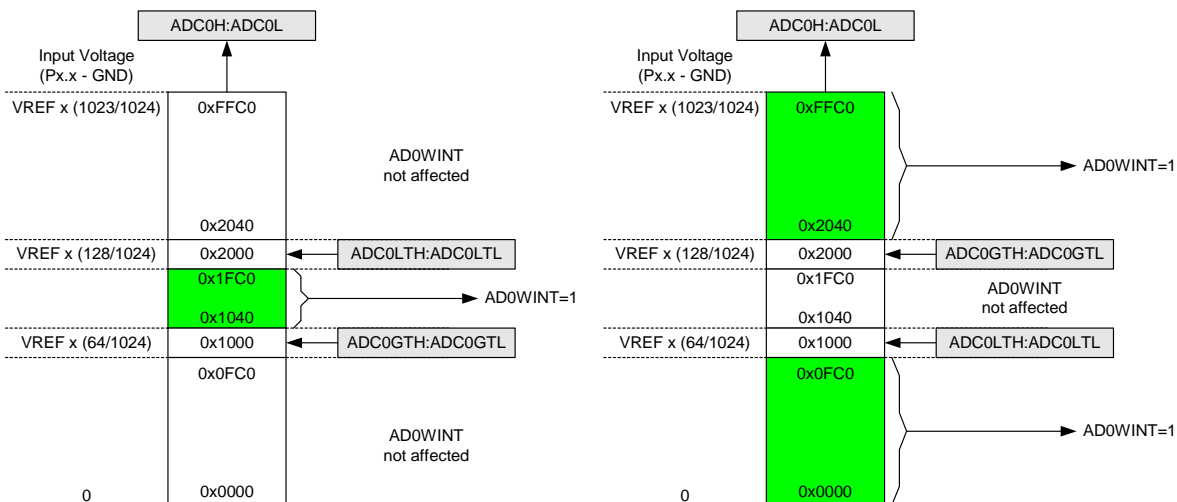 ADC0H:ADC0L
Input Voltage
(Px.x - GND)
VREF x (1023/1024)
0xFFC0
AD0WINT
not affected
0x2040
VREF x (128/1024)
0x2000
ADC0LTH:ADC0LTL
0x1FC0
AD0WINT=1
0x1040
VREF x (64/1024)
0x1000
ADC0GTH:ADC0GTL
0x0FC0
AD0WINT
not affected
0
0x0000
ADC0H:ADC0L
Input Voltage
(Px.x - GND)
VREF x (1023/1024)
0xFFC0
AD0WINT=1
0x2040
VREF x (128/1024)
0x2000
ADC0GTH:ADC0GTL
0x1FC0
AD0WINT
not affected
0x1040
VREF x (64/1024)
0x1000
ADC0LTH:ADC0LTL
0x0FC0
AD0WINT=1
0
0x0000